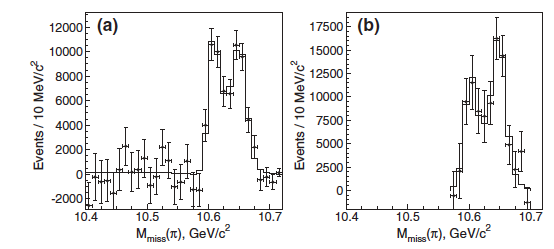 (a)
Events / 10 MeV/c²
12000
10000
8000
6000
4000
2000
0
-2000
10.4 10.5 10.6 10.7
M_miss(π), GeV/c²
(b)
Events / 10 MeV/c²
17500
15000
12500
10000
7500
5000
2500
0
10.4 10.5 10.6 10.7
M_miss(π), GeV/c²